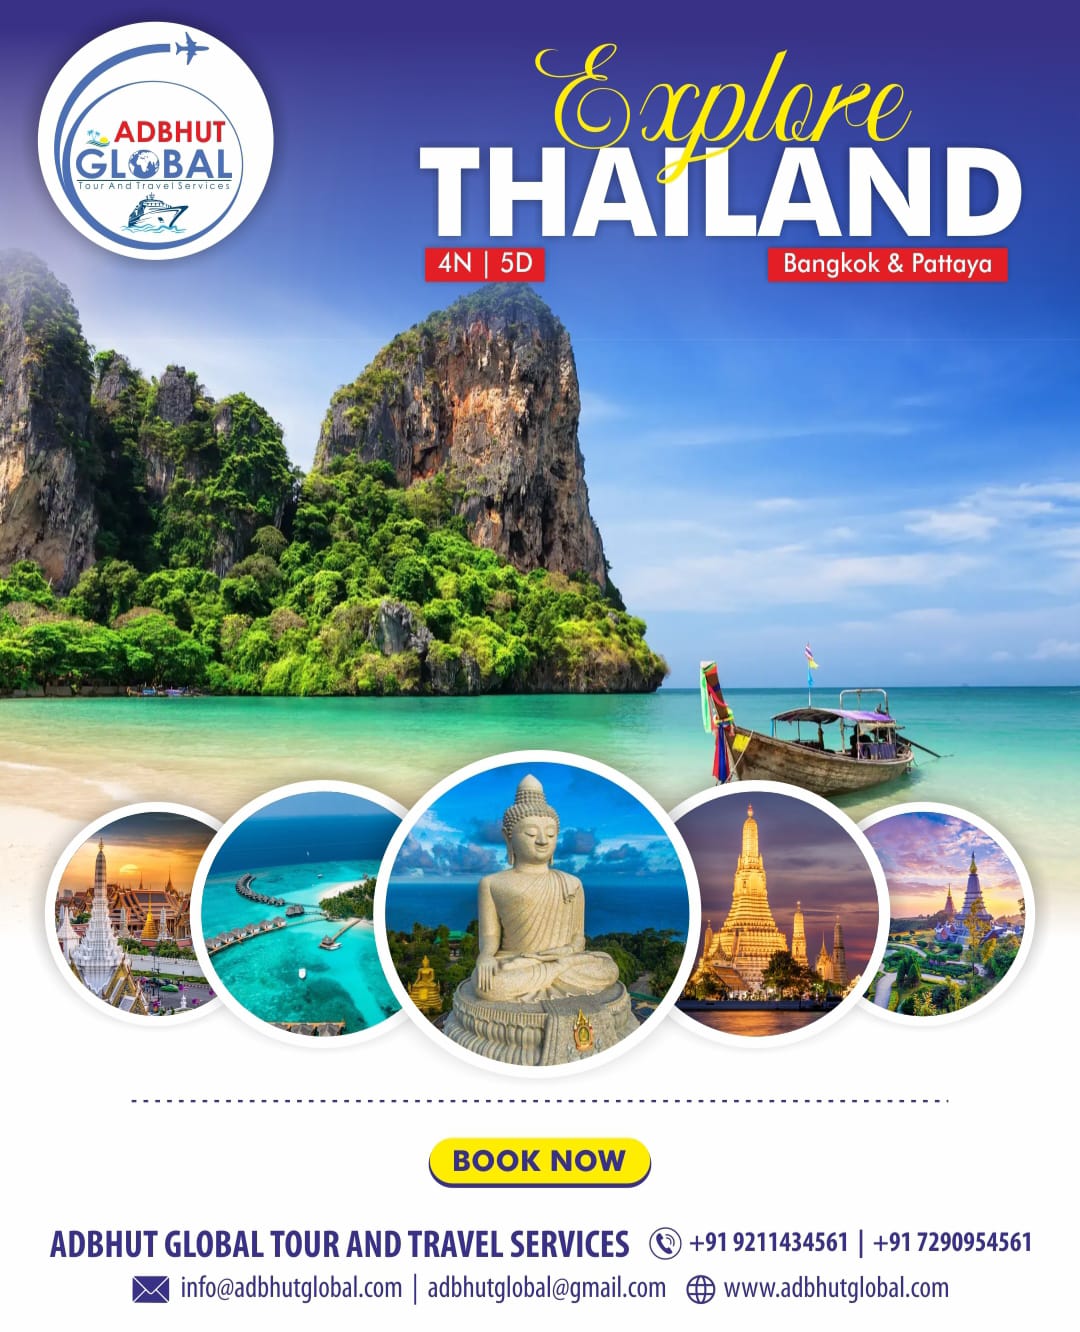 ADBHUT
GLOBAL
Tour And Travel Services
Explore
THAILAND
4N | 5D
Bangkok & Pattaya
BOOK NOW
ADBHUT GLOBAL TOUR AND TRAVEL SERVICES +91 9211434561 | +91 7290954561
info@adbhutglobal.com | adbhutglobal@gmail.com www.adbhutglobal.com